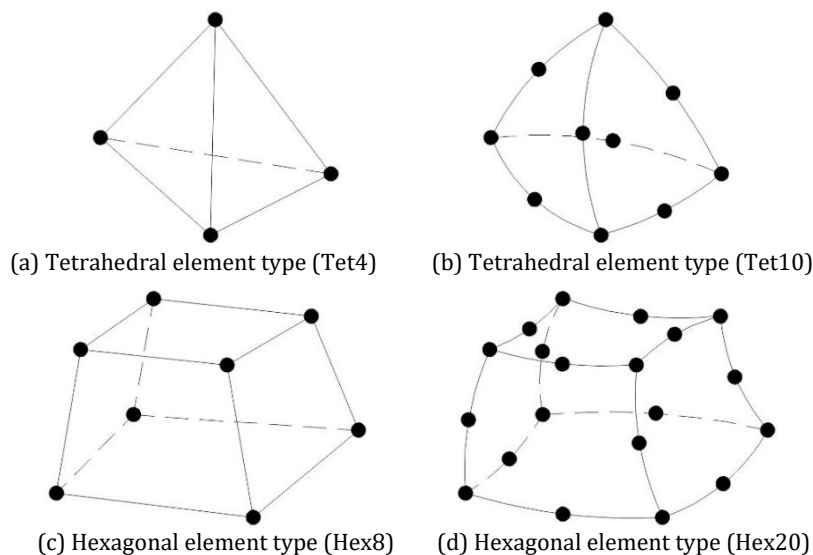 (a) Tetrahedral element type (Tet4)
(b) Tetrahedral element type (Tet10)
(c) Hexagonal element type (Hex8)
(d) Hexagonal element type (Hex20)